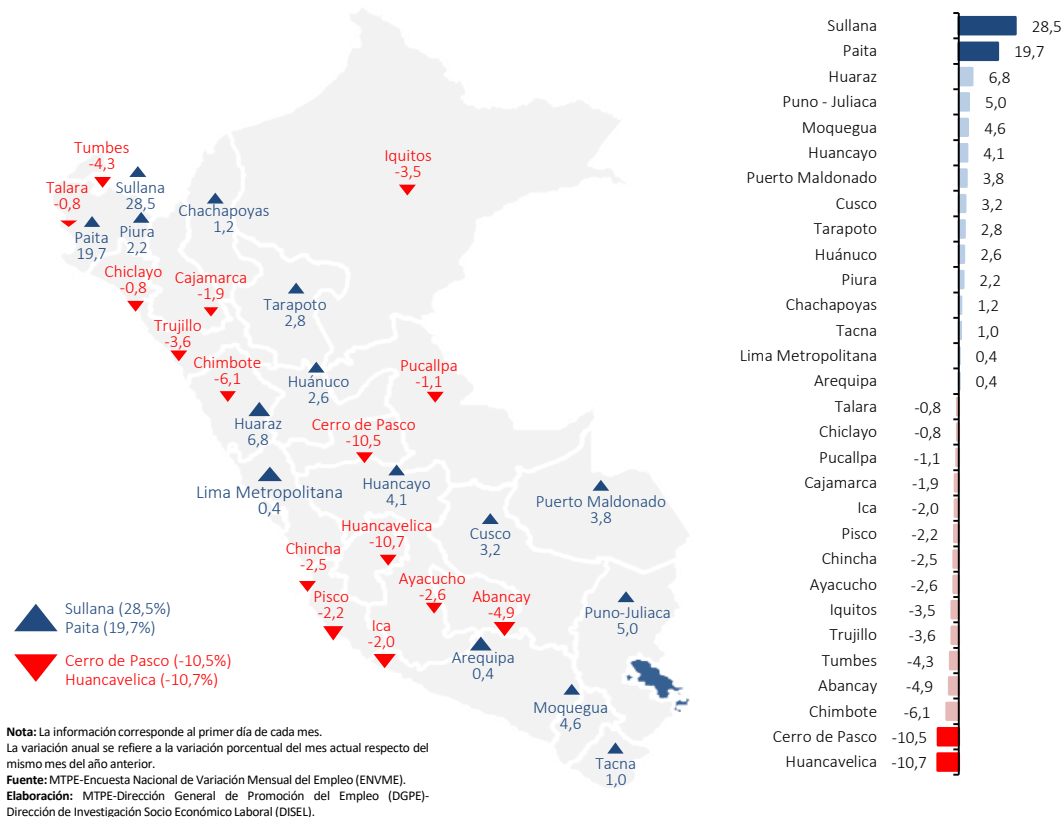 Tumbes
-4,3
Talara
-0,8
Sullana
28,5
Paita
19,7
Piura
2,2
Chachapoyas
1,2
Iquitos
-3,5
Chiclayo
-0,8
Cajamarca
-1,9
Tarapoto
2,8
Trujillo
-3,6
Chimbote
-6,1
Huánuco
2,6
Pucallpa
-1,1
Huaraz
6,8
Cerro de Pasco
-10,5
Lima Metropolitana
0,4
Huancayo
4,1
Puerto Maldonado
3,8
Huancavelica
-10,7
Cusco
3,2
Chincha
-2,5
Ayacucho
-2,6
Abancay
-4,9
Pisco
-2,2
Ica
-2,0
Puno-Juliaca
5,0
Arequipa
0,4
Moquegua
4,6
Tacna
1,0
Sullana (28,5%)
Paita (19,7%)
Cerro de Pasco (-10,5%)
Huancavelica (-10,7%)
Nota: La información corresponde al primer día de cada mes.
La variación anual se refiere a la variación porcentual del mes actual respecto del
mismo mes del año anterior.
Fuente: MTPE-Encuesta Nacional de Variación Mensual del Empleo (ENVME).
Elaboración: MTPE-Dirección General de Promoción del Empleo (DGPE)-
Dirección de Investigación Socio Económico Laboral (DISEL).
Sullana 28,5
Paita 19,7
Huaraz 6,8
Puno - Juliaca 5,0
Moquegua 4,6
Huancayo 4,1
Puerto Maldonado 3,8
Cusco 3,2
Tarapoto 2,8
Huánuco 2,6
Piura 2,2
Chachapoyas 1,2
Tacna 1,0
Lima Metropolitana 0,4
Arequipa 0,4
Talara -0,8
Chiclayo -0,8
Pucallpa -1,1
Cajamarca -1,9
Ica -2,0
Pisco -2,2
Chincha -2,5
Ayacucho -2,6
Iquitos -3,5
Trujillo -3,6
Tumbes -4,3
Abancay -4,9
Chimbote -6,1
Cerro de Pasco -10,5
Huancavelica -10,7